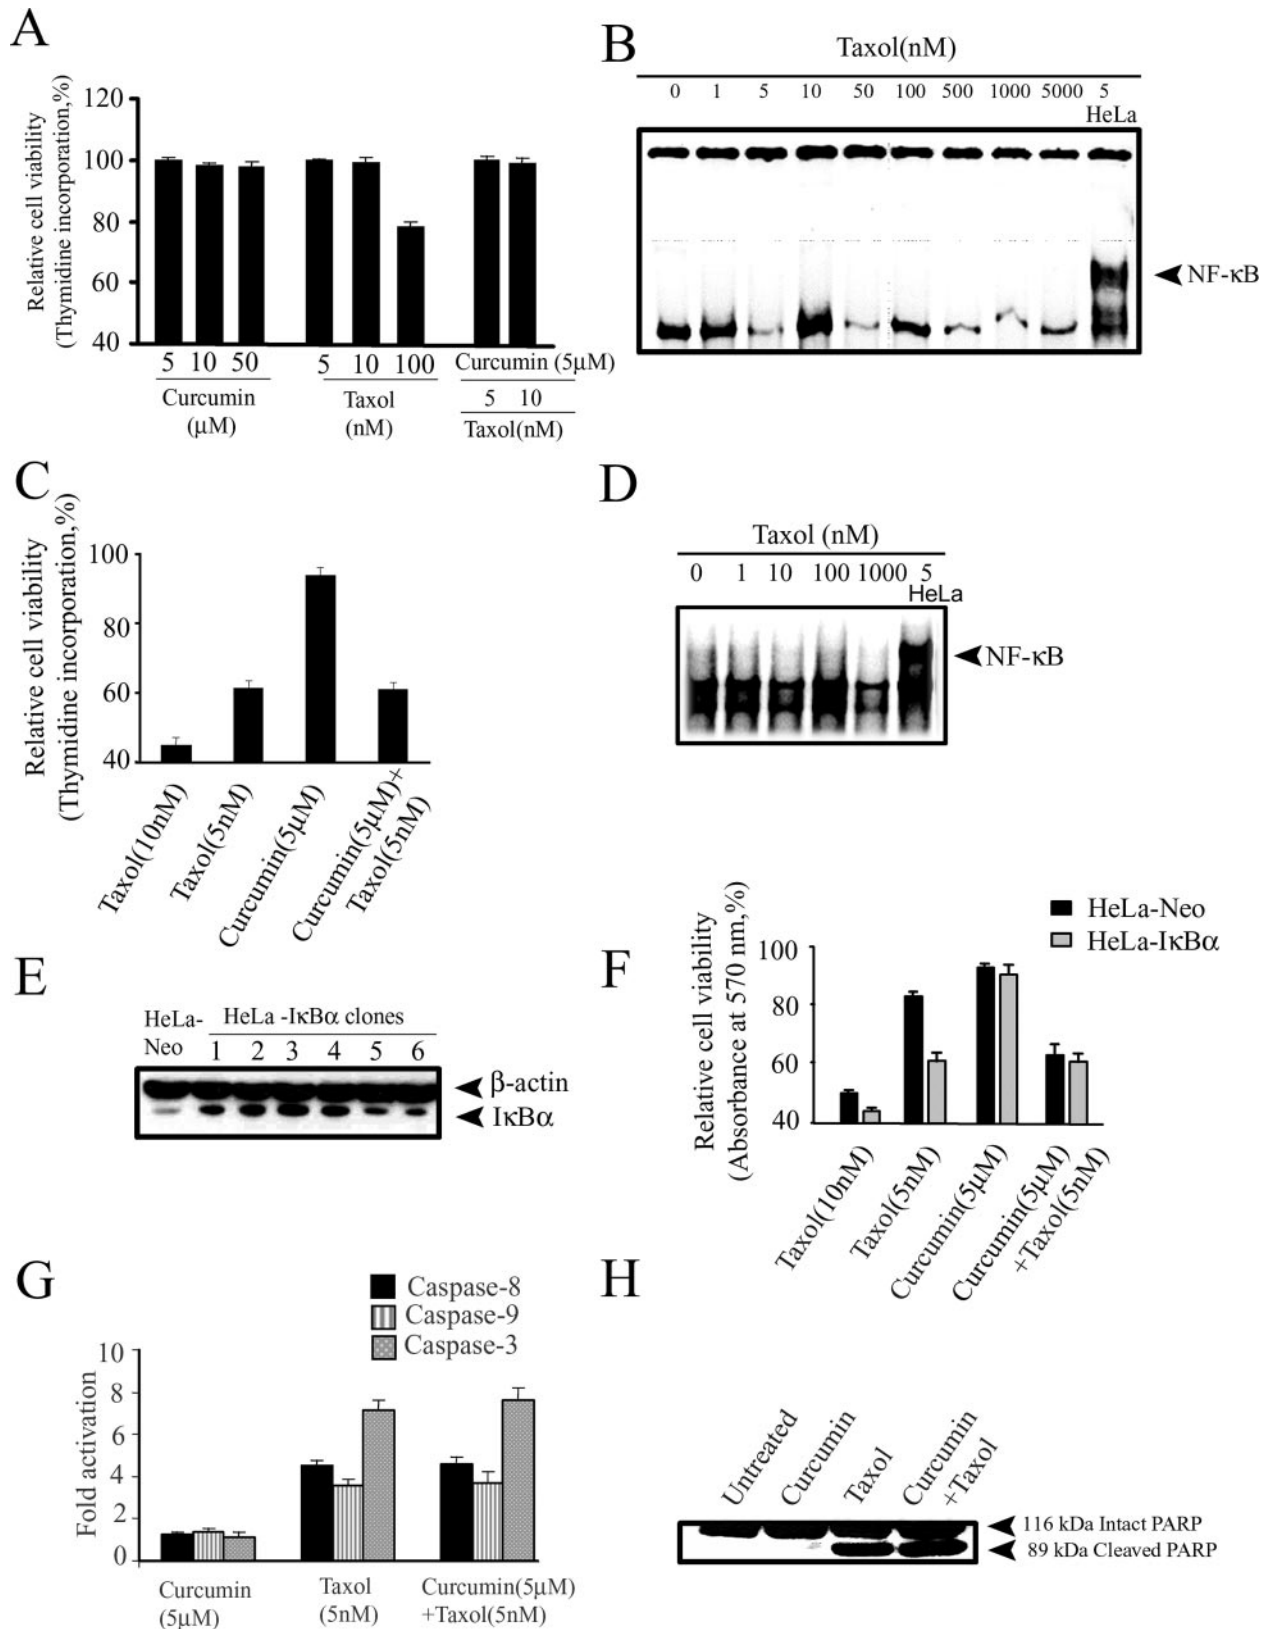 A
Relative cell viability
(Thymidine incorporation,%)
120
100
80
60
40
5 10 50
Curcumin
(μM)
5 10 100
Taxol
(nM)
Curcumin (5μM)
5 10
Taxol(nM)
B
Taxol(nM)
0 1 5 10 50 100 500 1000 5000 5
HeLa
NF-κB
C
Relative cell viability
(Thymidine incorporation,%)
100
80
60
40
Taxol(10nM)
Taxol(5nM)
Curcumin(5μM)
Curcumin(5μM)+
Taxol(5nM)
D
Taxol (nM)
0 1 10 100 1000 5
HeLa
NF-κB
E
HeLa-
Neo
HeLa -IκBα clones
1 2 3 4 5 6
β-actin
IκBα
F
HeLa-Neo
HeLa-IκBα
Relative cell viability
(Absorbance at 570 nm,%)
100
80
60
40
Taxol(10nM)
Taxol(5nM)
Curcumin(5μM)
Curcumin(5μM)
+Taxol(5nM)
G
Caspase-8
Caspase-9
Caspase-3
Fold activation
10
8
6
4
2
0
Curcumin
(5μM)
Taxol
(5nM)
Curcumin(5μM)
+Taxol(5nM)
H
Untreated
Curcumin
Taxol
Curcumin
+Taxol
116 kDa Intact PARP
89 kDa Cleaved PARP